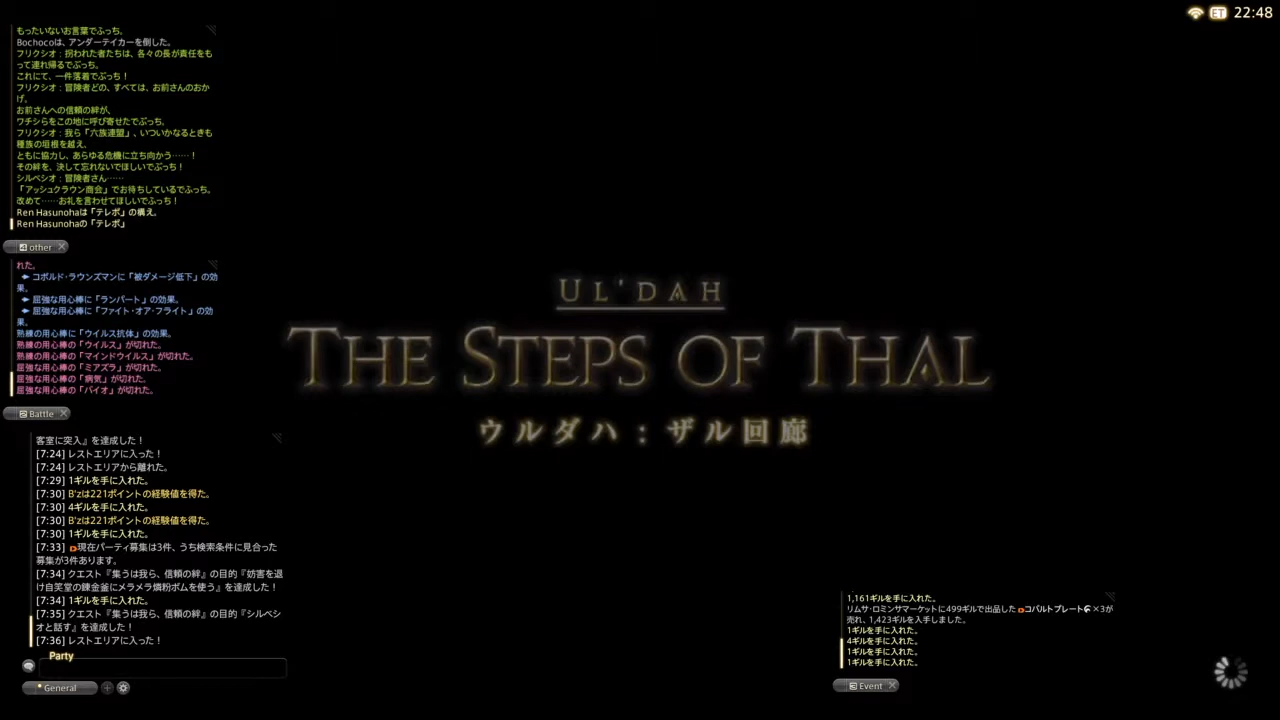 ET 22:48
もったいないお言葉でふっち。
Bochocoは、アンダーテイカーを倒した。
フリクシオ：拐われた者たちは、各々の長が責任をも
って連れ帰るでぷっち。
これにて、一件落着でぷっち！
フリクシオ：冒険者どの、すべては、お前さんのおか
げ。
お前さんへの信頼の絆が、
ワチシらをこの地に呼び寄せたでぷっち。
フリクシオ：我ら「六族連盟」、いついかなるときも
種族の垣根を越え、
ともに協力し、あらゆる危機に立ち向かう……！
その絆を、決して忘れないでほしいでぷっち！
シルベシオ：冒険者さん……
「アッシュクラウン商会」でお待ちしているでふっち。
改めて……お礼を言わせてほしいでぷっち！
Ren Hasunohaは「テレポ」の構え。
Ren Hasunohaの「テレポ」
4 other
れた。
コボルド・ラウンズマンに「被ダメージ低下」の効
果。
屈強な用心棒に「ランパート」の効果。
屈強な用心棒に「ファイト・オア・フライト」の効
果。
熟練の用心棒に「ウイルス抗体」の効果。
熟練の用心棒の「ウイルス」が切れた。
熟練の用心棒の「マインドウイルス」が切れた。
屈強な用心棒の「ミアズラ」が切れた。
屈強な用心棒の「病気」が切れた。
屈強な用心棒の「バイオ」が切れた。
2 Battle
UL'DAH
THE STEPS OF THAL
ウルダハ：ザル回廊
客室に突入』を達成した！
[7:24] レストエリアに入った！
[7:24] レストエリアから離れた。
[7:29] 1ギルを手に入れた。
[7:30] B'zは221ポイントの経験値を得た。
[7:30] 4ギルを手に入れた。
[7:30] B'zは221ポイントの経験値を得た。
[7:30] 1ギルを手に入れた。
[7:33] 現在パーティ募集は3件、うち検索条件に見合った
募集が3件あります。
[7:34] クエスト『集うは我ら、信頼の絆』の目的『妨害を退
け自笑堂の錬金釜にメラメラ燐粉ボムを使う』を達成した！
[7:34] 1ギルを手に入れた。
[7:35] クエスト『集うは我ら、信頼の絆』の目的『シルベシ
オと話す』を達成した！
[7:36] レストエリアに入った！
Party
General
1,161ギルを手に入れた。
リムサ・ロミンサマーケットに499ギルで出品したコバルトプレート×3が
売れ、1,423ギルを入手しました。
1ギルを手に入れた。
4ギルを手に入れた。
1ギルを手に入れた。
1ギルを手に入れた。
3 Event